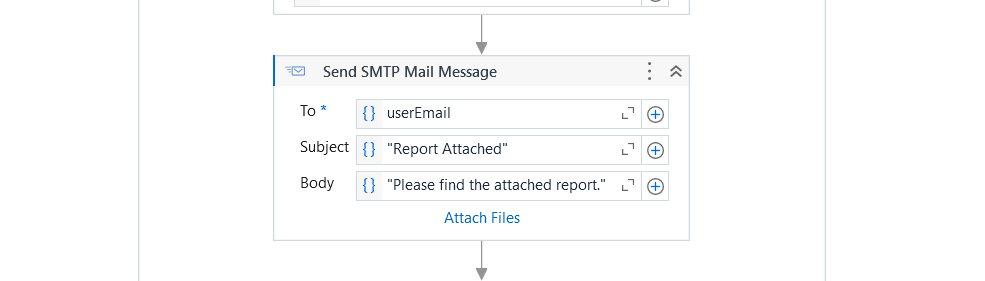 Send SMTP Mail Message
To * {} userEmail
Subject {} "Report Attached"
Body {} "Please find the attached report."
Attach Files